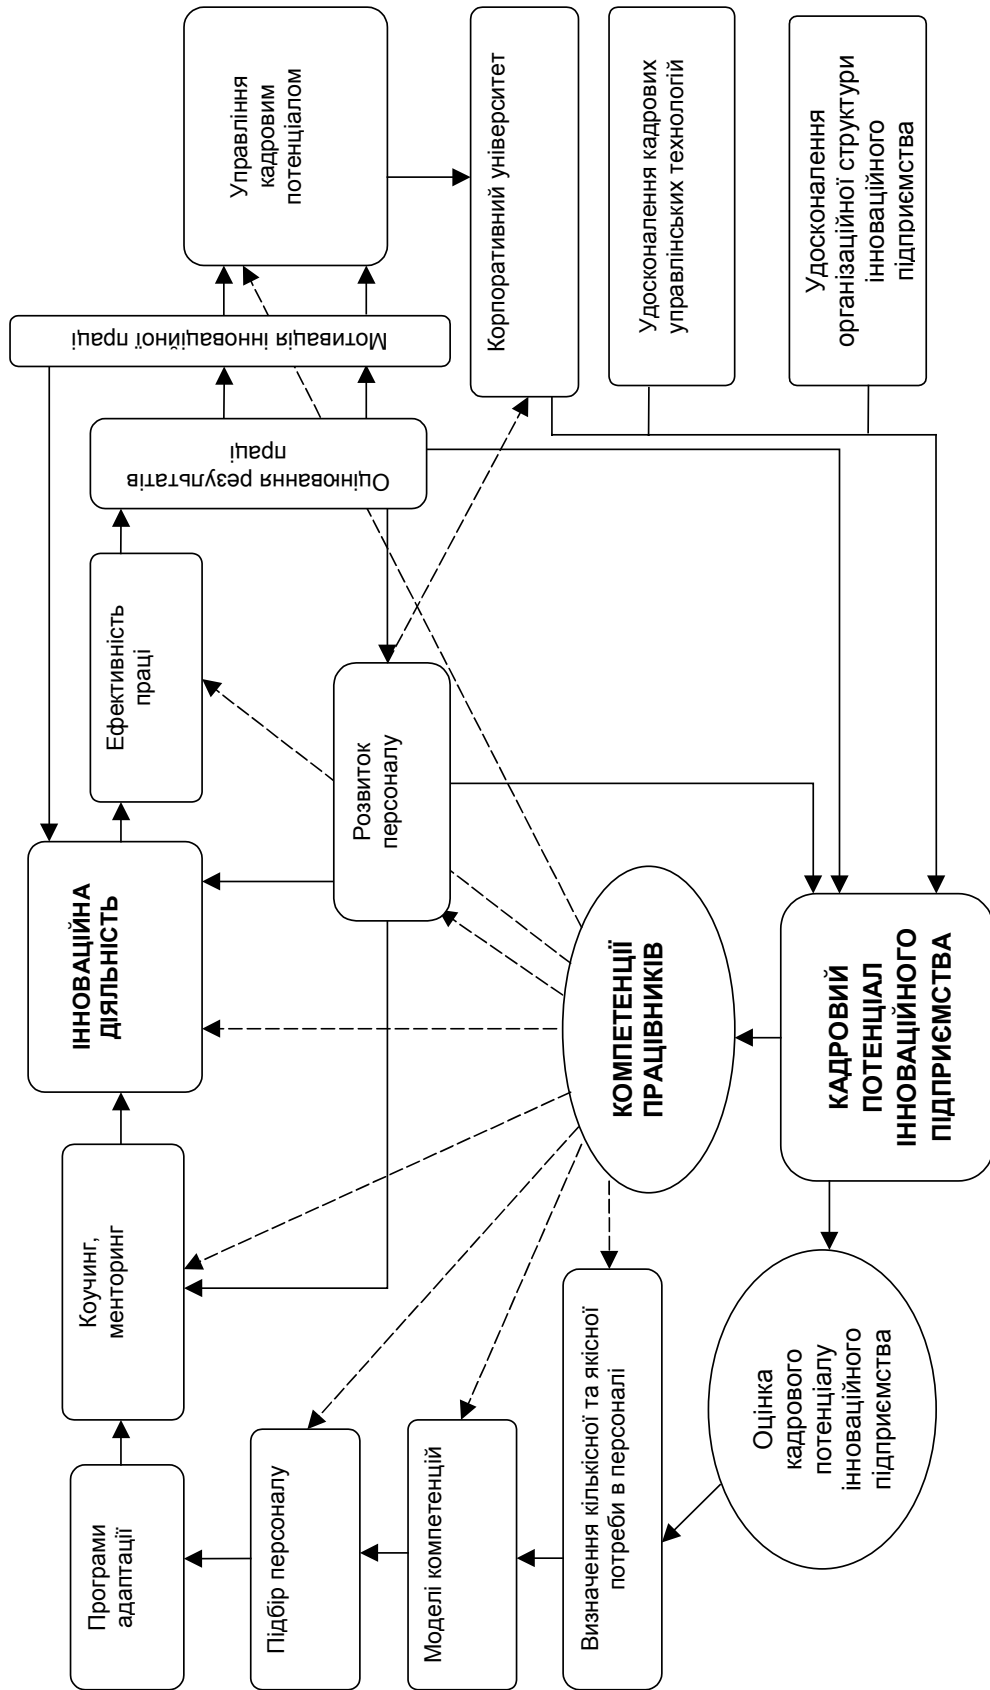 Програми
адаптації
Коучинг,
менторинг
ІННОВАЦІЙНА
ДІЯЛЬНІСТЬ
Ефективність
праці
Оцінювання результатів
праці
Мотивація інноваційної праці
Управління
кадровим
потенціалом
Підбір персоналу
Моделі компетенцій
Розвиток
персоналу
Корпоративний університет
Визначення кількісної та якісної
потреби в персоналі
КОМПЕТЕНЦІЇ
ПРАЦІВНИКІВ
Удосконалення кадрових
управлінських технологій
Оцінка
кадрового
потенціалу
інноваційного
підприємства
КАДРОВИЙ
ПОТЕНЦІАЛ
ІННОВАЦІЙНОГО
ПІДПРИЄМСТВА
Удосконалення
організаційної структури
інноваційного
підприємства